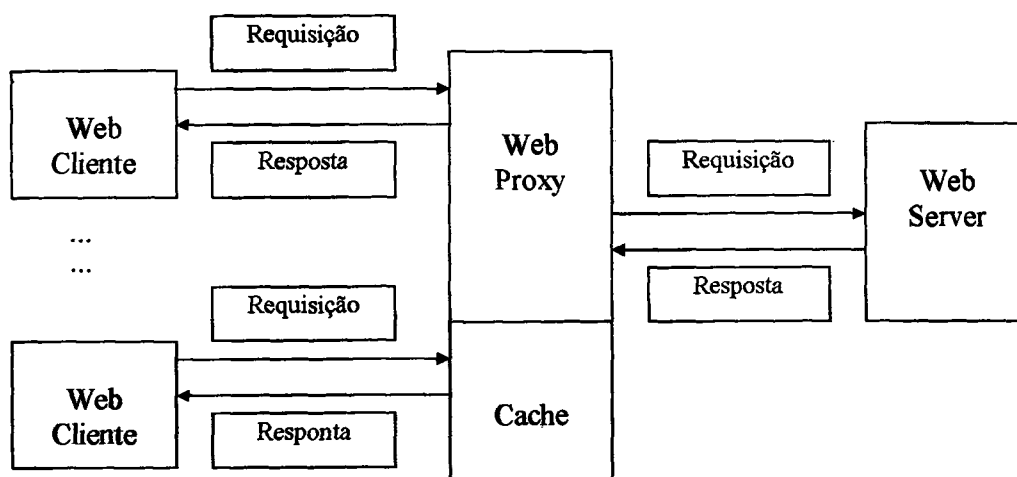 Requisição
Web
Cliente
Resposta
Web
Proxy
Requisição
Web
Server
Resposta
...
...
Requisição
Web
Cliente
Responta
Cache